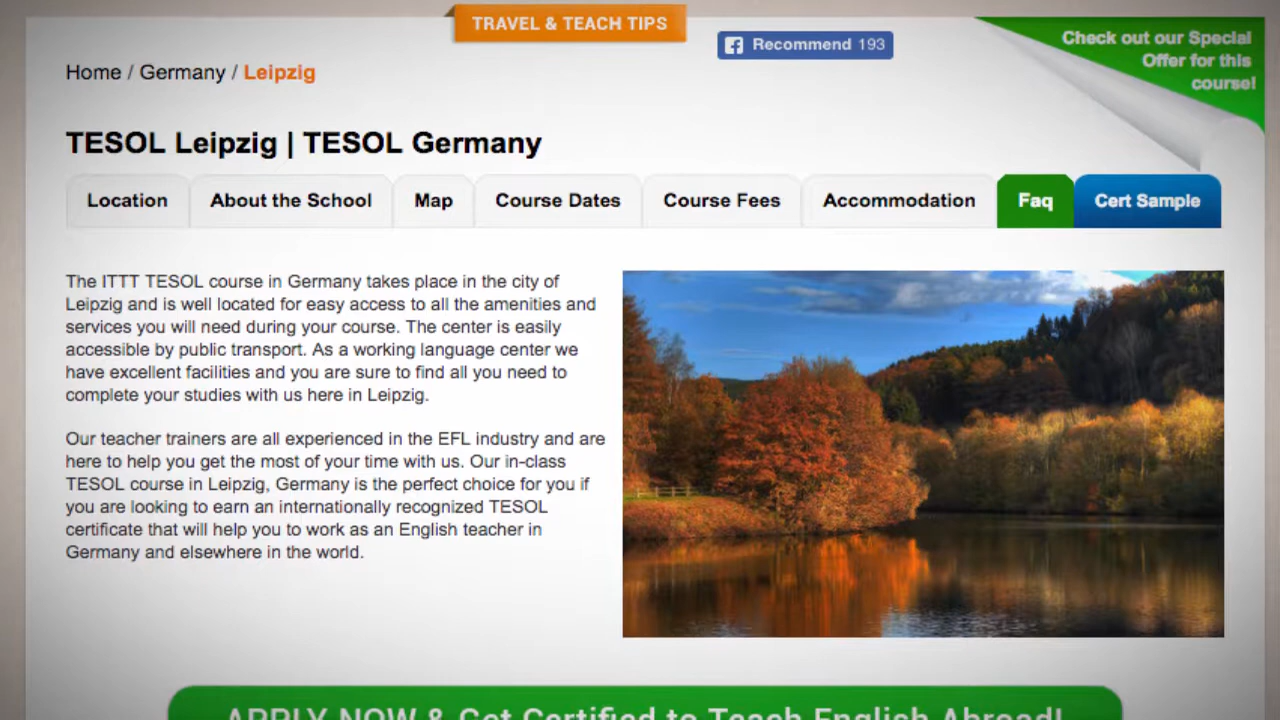 TRAVEL & TEACH TIPS
Recommend 193
Check out our Special
Offer for this
course!
Home / Germany / Leipzig
TESOL Leipzig | TESOL Germany
Location About the School Map Course Dates Course Fees Accommodation Faq Cert Sample
The ITTT TESOL course in Germany takes place in the city of
Leipzig and is well located for easy access to all the amenities and
services you will need during your course. The center is easily
accessible by public transport. As a working language center we
have excellent facilities and you are sure to find all you need to
complete your studies with us here in Leipzig.
Our teacher trainers are all experienced in the EFL industry and are
here to help you get the most of your time with us. Our in-class
TESOL course in Leipzig, Germany is the perfect choice for you if
you are looking to earn an internationally recognized TESOL
certificate that will help you to work as an English teacher in
Germany and elsewhere in the world.
APPLY NOW & Get Certified to Teach English Abroad!